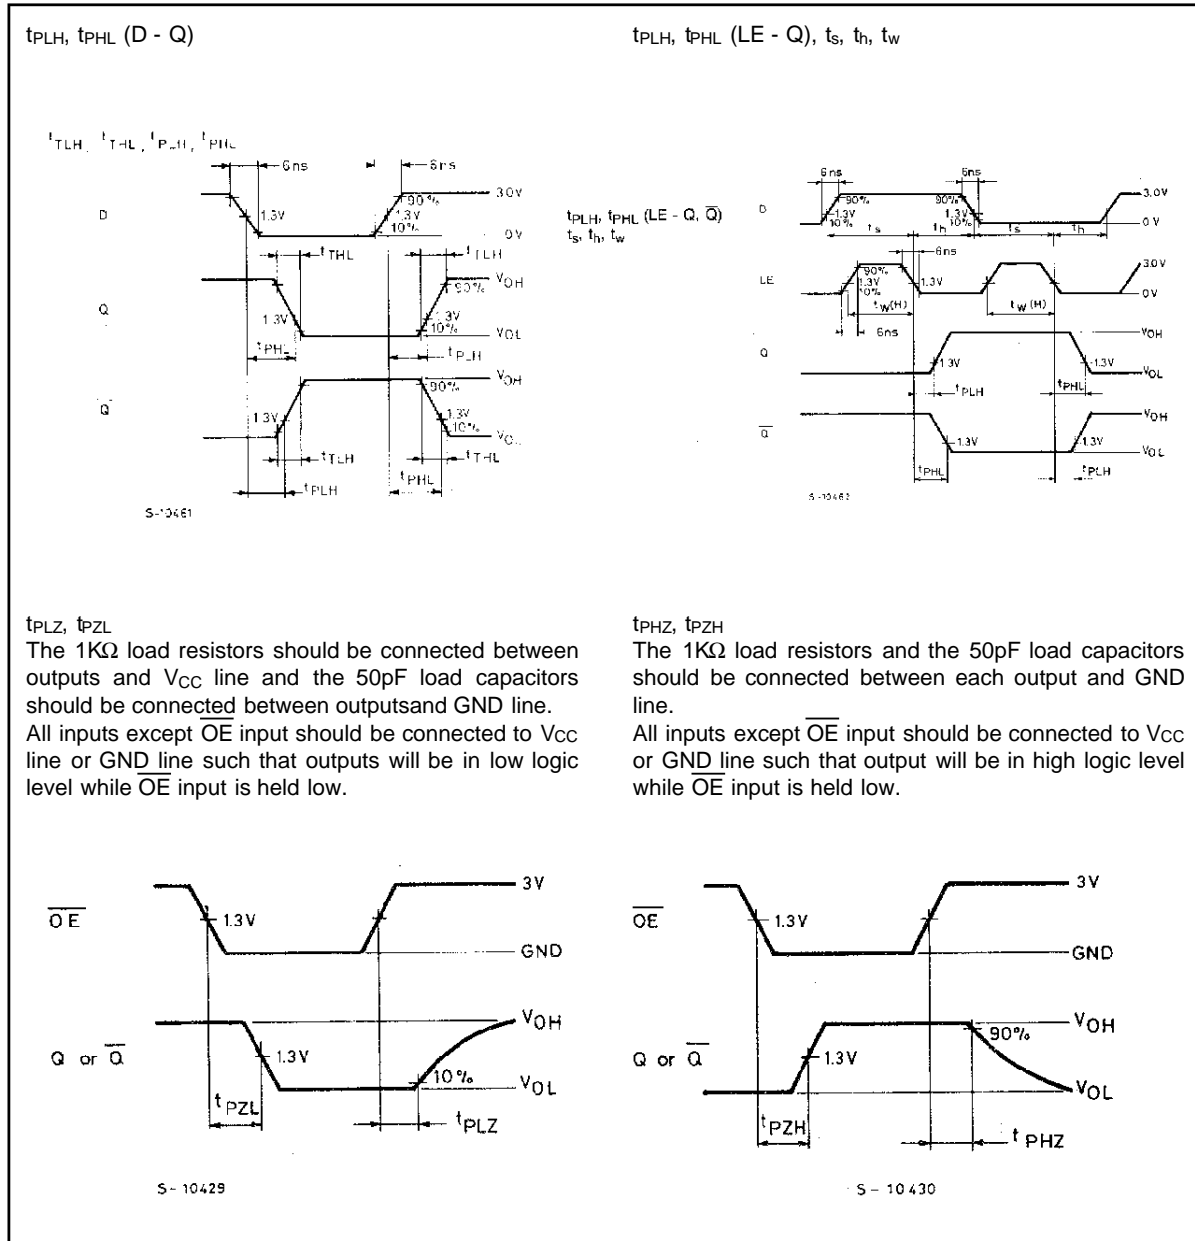 tPLH, tPHL (D - Q)
tTLH, tTHL, tPLH, tPHL
6ns
6ns
D
90%
1.3V
1.3V
10%
3.0V
0V
tTHL
tTLH
Q
VOH
90%
1.3V
1.3V
10%
VOL
tPHL
tPLH
Q̅
VOH
90%
1.3V
1.3V
10%
tTLH
tTHL
tPHL
tPLH
S-10461
tPLH, tPHL (LE - Q), ts, th, tw
tPLH, tPHL (LE - Q, Q̅)
ts, th, tw
6ns
6ns
D
90%
90%
1.3V
1.3V
10%
10%
3.0V
0V
ts
th
ts
th
6ns
LE
90%
1.3V
10%
1.3V
3.0V
0V
tw(H)
tw(H)
6ns
Q
VOH
1.3V
1.3V
VOL
tPLH
tPHL
Q̅
VOH
1.3V
1.3V
VOL
tPHL
tPLH
S-10462
tPLZ, tPZL
The 1KΩ load resistors should be connected between
outputs and VCC line and the 50pF load capacitors
should be connected between outputsand GND line.
All inputs except O̅E̅ input should be connected to VCC
line or GND line such that outputs will be in low logic
level while O̅E̅ input is held low.
tPHZ, tPZH
The 1KΩ load resistors and the 50pF load capacitors
should be connected between each output and GND
line.
All inputs except O̅E̅ input should be connected to VCC
or GND line such that output will be in high logic level
while O̅E̅ input is held low.
O̅E̅
1.3V
3V
GND
Q or Q̅
1.3V
VOH
10%
VOL
tPZL
tPLZ
S-10429
O̅E̅
1.3V
3V
GND
Q or Q̅
1.3V
VOH
90%
VOL
tPZH
tPHZ
S-10430